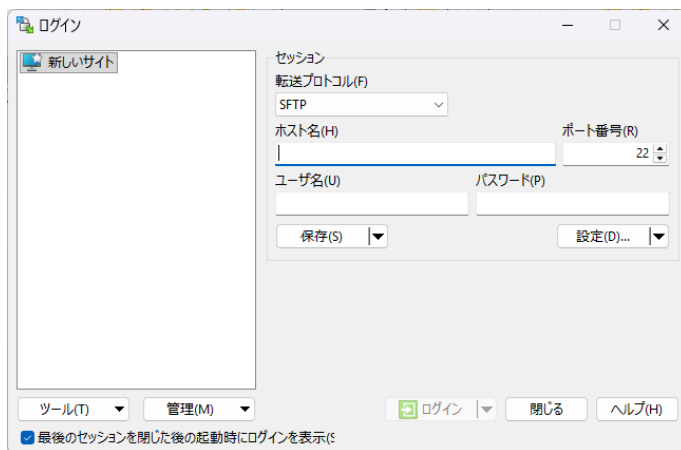 ログイン
新しいサイト
セッション
転送プロトコル(F)
SFTP
ホスト名(H)
ポート番号(R)
22
ユーザ名(U)
パスワード(P)
保存(S)
設定(D)...
ツール(T)
管理(M)
ログイン
閉じる
ヘルプ(H)
最後のセッションを閉じた後の起動時にログインを表示(S